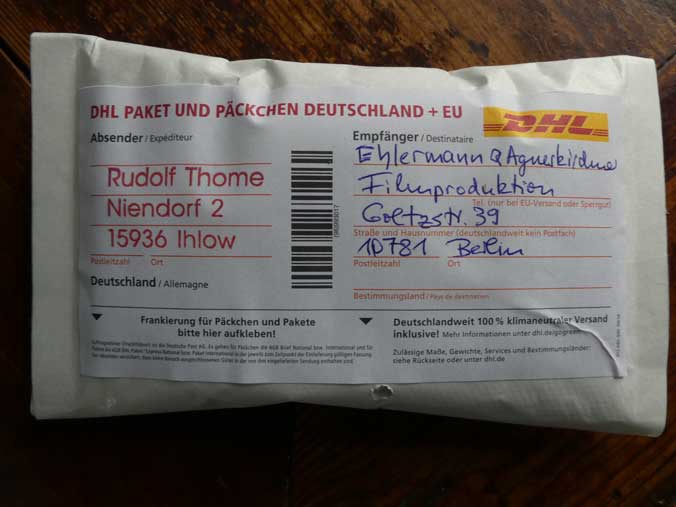 DHL PAKET UND PÄCKCHEN DEUTSCHLAND + EU
DHL
Absender / Expéditeur
Rudolf Thome
Niendorf 2
15936 Ihlow
Postleitzahl Ort
Deutschland / Allemagne
Empfänger / Destinataire
Ehlermann &
Filmproduktion
Tel. (nur bei EU-Versand oder Sperrgut)
Goltzstr. 39
Straße und Hausnummer (deutschlandweit kein Postfach)
10781 Berlin
Postleitzahl Ort
Bestimmungsland / Pays de destination
Frankierung für Päckchen und Pakete
bitte hier aufkleben!
Deutschlandweit 100 % klimaneutraler Versand
inklusive! Mehr Informationen unter dhl.de/gogreen
Zulässige Maße, Gewichte, Services und Bestimmungsländer:
siehe Rückseite oder unter dhl.de